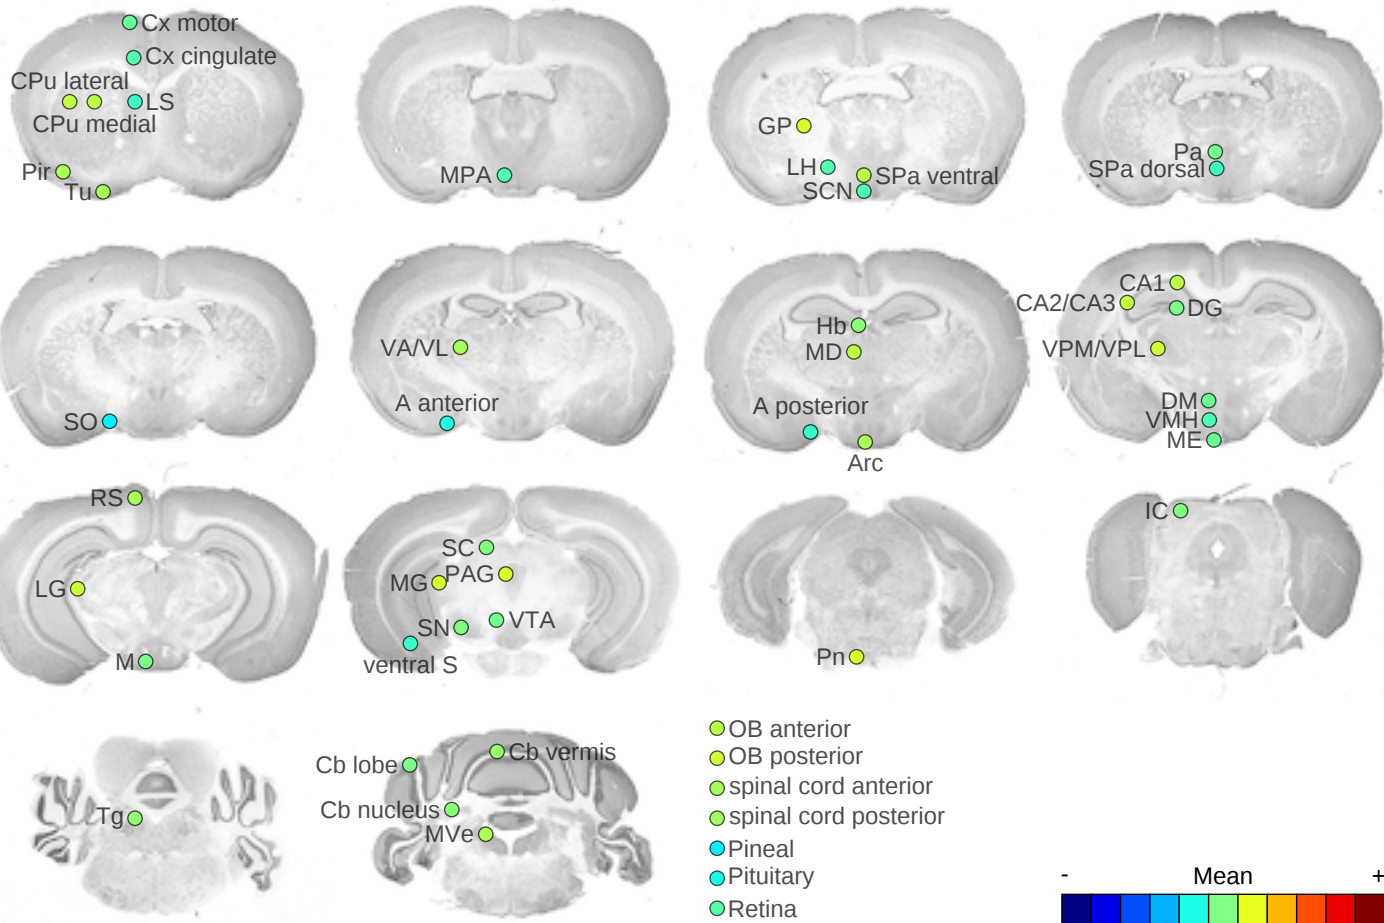 Cx motor
Cx cingulate
CPu lateral
LS
CPu medial
Pir
Tu
MPA
GP
LH
SPa ventral
SCN
Pa
SPa dorsal
SO
VA/VL
A anterior
Hb
MD
A posterior
Arc
CA1
CA2/CA3
DG
VPM/VPL
DM
VMH
ME
RS
LG
M
SC
MG
PAG
SN
VTA
ventral S
Pn
IC
Tg
Cb lobe
Cb vermis
Cb nucleus
MVe
OB anterior
OB posterior
spinal cord anterior
spinal cord posterior
Pineal
Pituitary
Retina
- Mean +